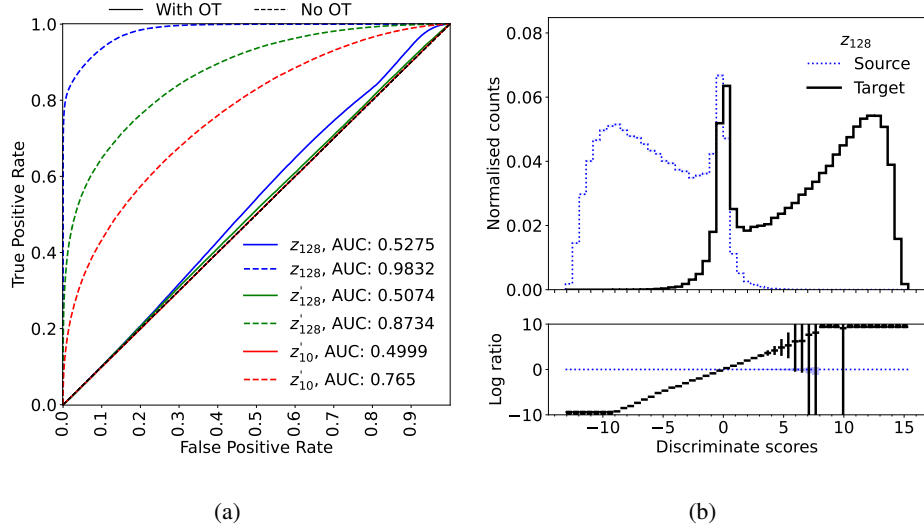 With OT No OT
True Positive Rate
1.0
0.8
0.6
0.4
0.2
0.0
z128, AUC: 0.5275
z128, AUC: 0.9832
z'128, AUC: 0.5074
z'128, AUC: 0.8734
z'10, AUC: 0.4999
z'10, AUC: 0.765
0.0 0.1 0.2 0.3 0.4 0.5 0.6 0.7 0.8 0.9
False Positive Rate
(a)
Normalised counts
0.08
0.06
0.04
0.02
0.00
z128
Source
Target
Log ratio
10
0
−10
−10 −5 0 5 10 15
Discriminate scores
(b)